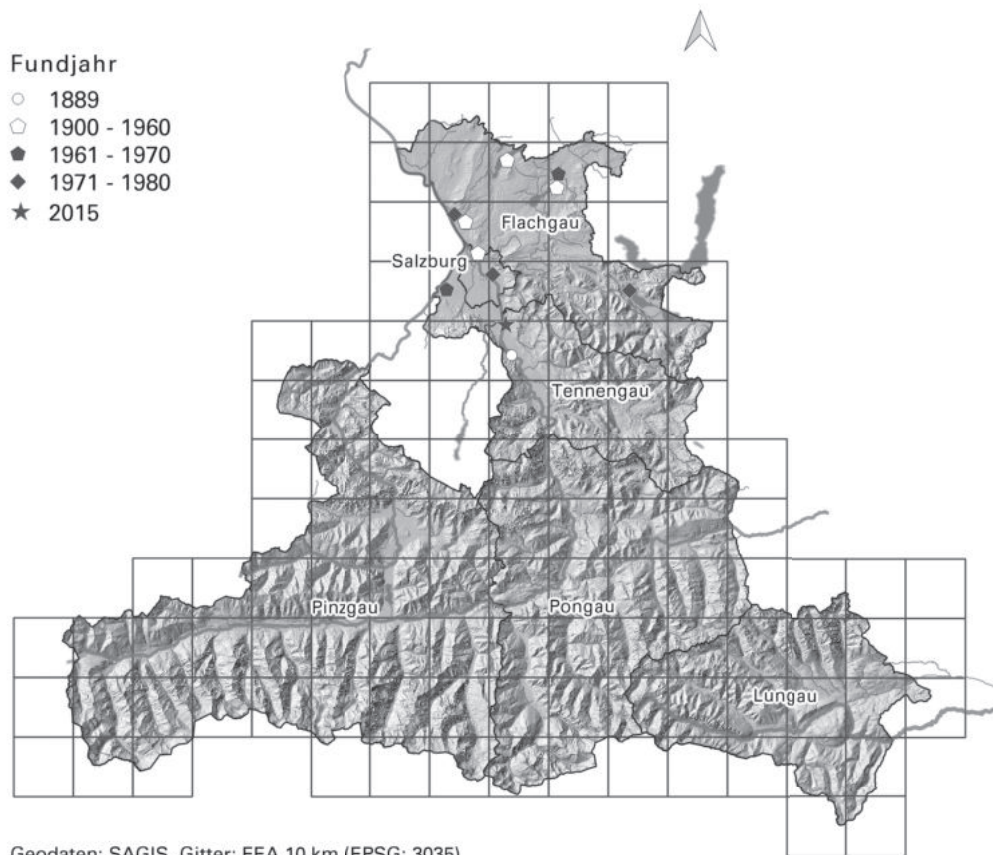 Fundjahr
1889
1900 - 1960
1961 - 1970
1971 - 1980
2015
Flachgau
Salzburg
Tennengau
Pinzgau
Pongau
Lungau
Geodaten: SAGIS, Gitter: EEA 10 km (EPSG: 3035)